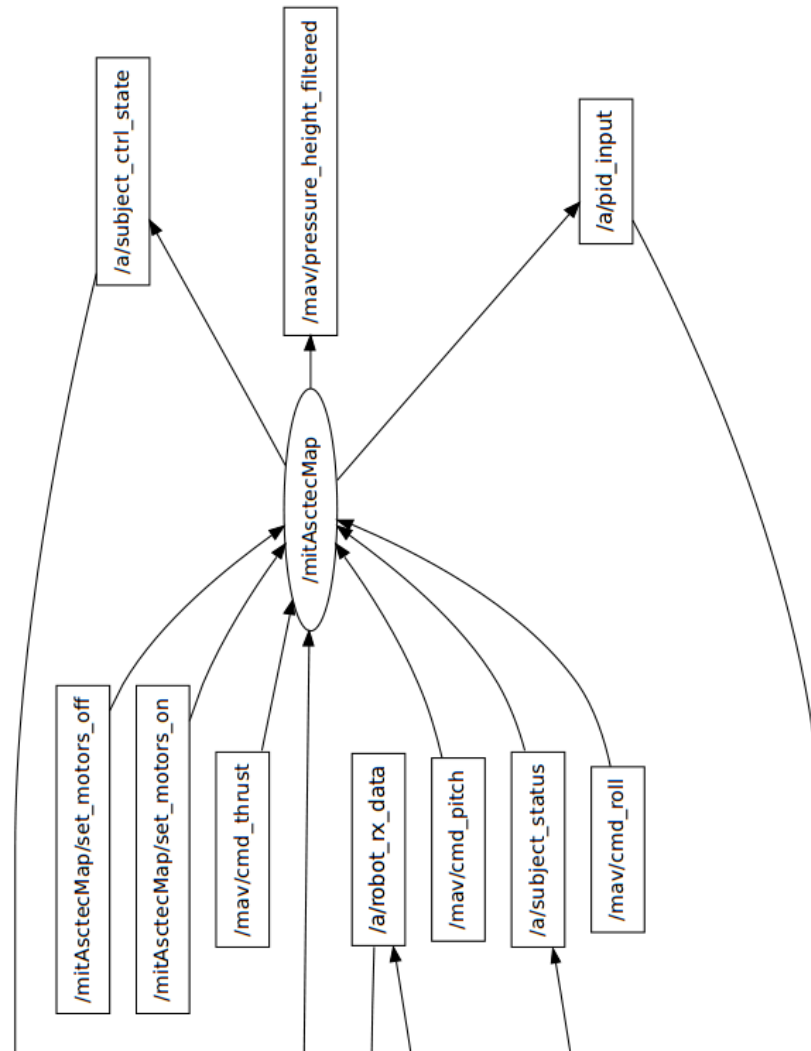 /a/subject_ctrl_state
/mav/pressure_height_filtered
/a/pid_input
/mitAsctecMap
/mitAsctecMap/set_motors_off
/mitAsctecMap/set_motors_on
/mav/cmd_thrust
/a/robot_rx_data
/mav/cmd_pitch
/a/subject_status
/mav/cmd_roll